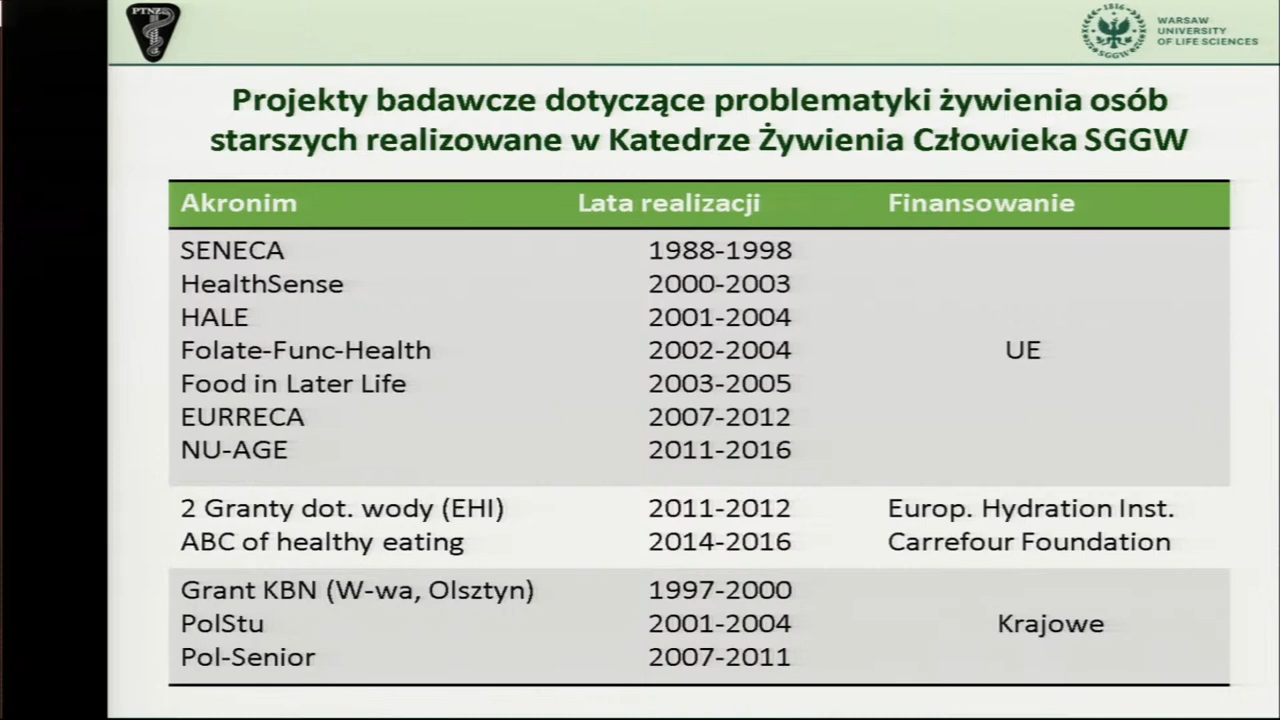 PTNŻ
1816
SGGW
WARSAW
UNIVERSITY
OF LIFE SCIENCES
Projekty badawcze dotyczące problematyki żywienia osób
starszych realizowane w Katedrze Żywienia Człowieka SGGW
Akronim Lata realizacji Finansowanie
SENECA 1988-1998
HealthSense 2000-2003
HALE 2001-2004
Folate-Func-Health 2002-2004 UE
Food in Later Life 2003-2005
EURRECA 2007-2012
NU-AGE 2011-2016
2 Granty dot. wody (EHI) 2011-2012 Europ. Hydration Inst.
ABC of healthy eating 2014-2016 Carrefour Foundation
Grant KBN (W-wa, Olsztyn) 1997-2000
PolStu 2001-2004 Krajowe
Pol-Senior 2007-2011